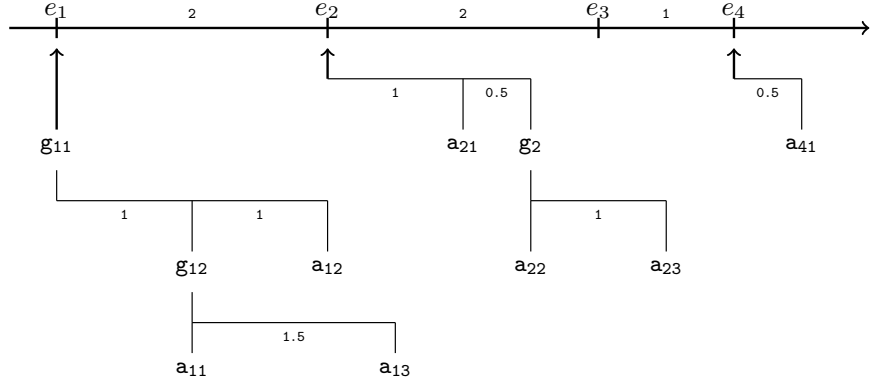 e₁ 2 e₂ 2 e₃ 1 e₄
1 0.5 0.5
g₁₁ a₂₁ g₂ a₄₁
1 1 1
g₁₂ a₁₂ a₂₂ a₂₃
1.5
a₁₁ a₁₃